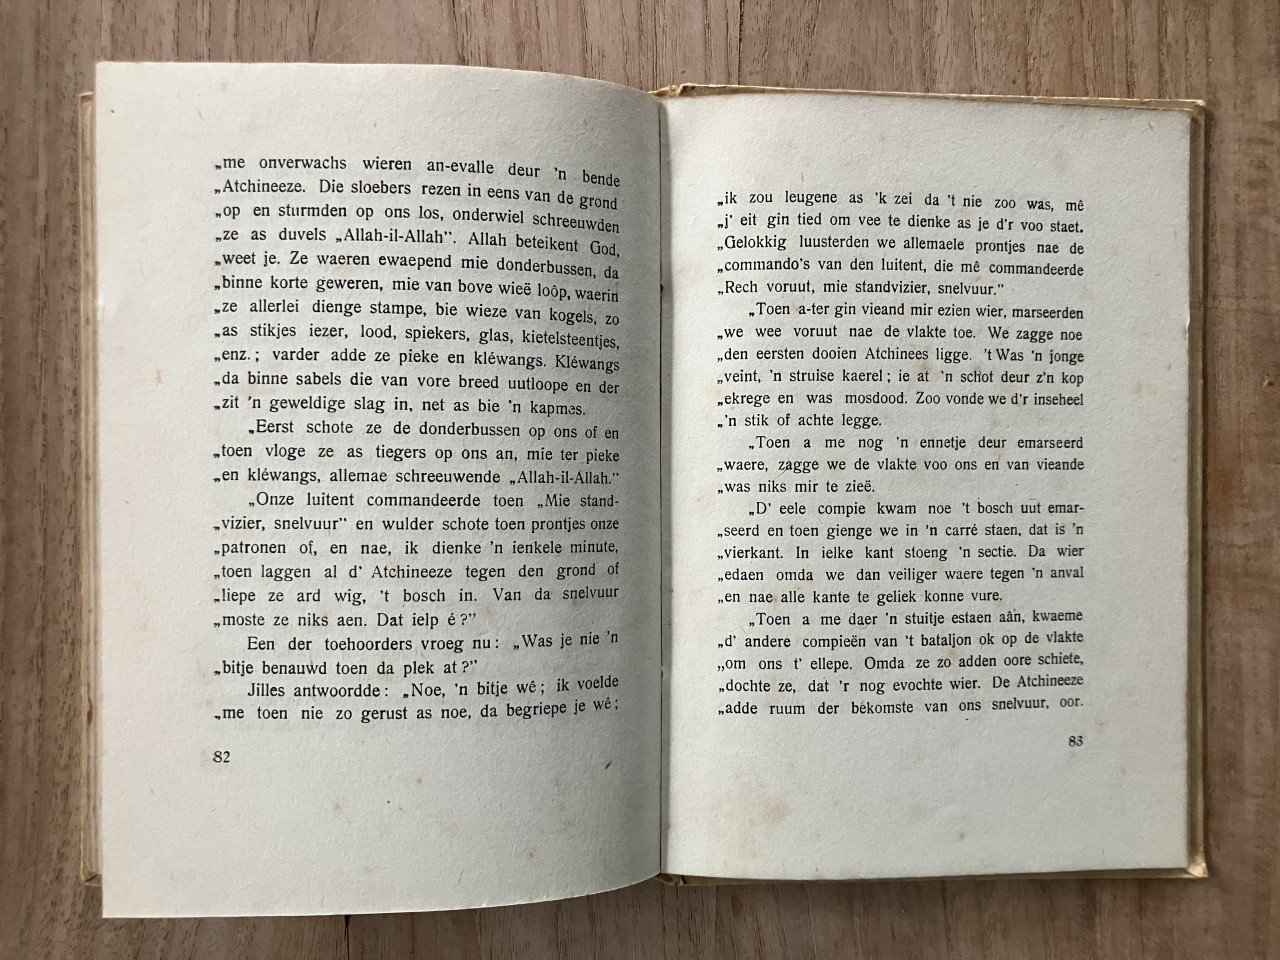 „me onverwachs wieren an-evalle deur 'n bende
„Atchineeze. Die sloebers rezen in eens van de grond
„op en sturmden op ons los, onderwiel schreeuwden
„ze as duvels „Allah-il-Allah”. Allah beteikent God,
„weet je. Ze waeren ewaepend mie donderbussen, da
„binne korte geweren, mie van bove wieë loôp, waerin
„ze allerlei dienge stampe, bie wieze van kogels, zo
„as stikjes iezer, lood, spiekers, glas, kietelsteentjes,
„enz.; varder adde ze pieke en kléwangs. Kléwangs
„da binne sabels die van vore breed uutloope en der
„zit 'n geweldige slag in, net as bie 'n kapmes.
„Eerst schote ze de donderbussen op ons of en
„toen vloge ze as tiegers op ons an, mie ter pieke
„en kléwangs, allemae schreeuwende „Allah-il-Allah.”
„Onze luitent commandeerde toen „Mie stand-
„vizier, snelvuur” en wulder schote toen prontjes onze
„patronen of, en nae, ik dienke 'n ienkele minute,
„toen laggen al d' Atchineeze tegen den grond of
„liepe ze ard wig, 't bosch in. Van da snelvuur
„moste ze niks aen. Dat ielp é?”
Een der toehoorders vroeg nu: „Was je nie 'n
„bitje benauwd toen da plek at?”
Jilles antwoordde: „Noe, 'n bitje wê; ik voelde
„me toen nie zo gerust as noe, da begriepe je wê;
82
„ik zou leugene as 'k zei da 't nie zoo was, mê
„j' eit gin tied om vee te dienke as je d'r voo staet.
„Gelokkig luusterden we allemaele prontjes nae de
„commando's van den luitent, die mê commandeerde
„Rech voruut, mie standvizier, snelvuur.”
„Toen a-ter gin vieand mir ezien wier, marseerden
„we wee voruut nae de vlakte toe. We zagge noe
„den eersten dooien Atchinees ligge. 't Was 'n jonge
„veint, 'n struise kaerel; ie at 'n schot deur z'n kop
„ekrege en was mosdood. Zoo vonde we d'r inseheel
„'n stik of achte legge.
„Toen a me nog 'n ennetje deur emarseerd
„waere, zagge we de vlakte voo ons en van vieande
„was niks mir te zieë.
„D' eele compie kwam noe 't bosch uut emar-
„seerd en toen gienge we in 'n carré staen, dat is 'n
„vierkant. In ielke kant stoeng 'n sectie. Da wier
„edaen omda we dan veiliger waere tegen 'n anval
„en nae alle kante te geliek konne vure.
„Toen a me daer 'n stuitje estaen aân, kwaeme
„d' andere compieën van 't bataljon ok op de vlakte
„om ons t' ellepe. Omda ze zo adden oore schiete,
„dochte ze, dat 'r nog evochte wier. De Atchineeze
„adde ruum der békomste van ons snelvuur, oor.
83